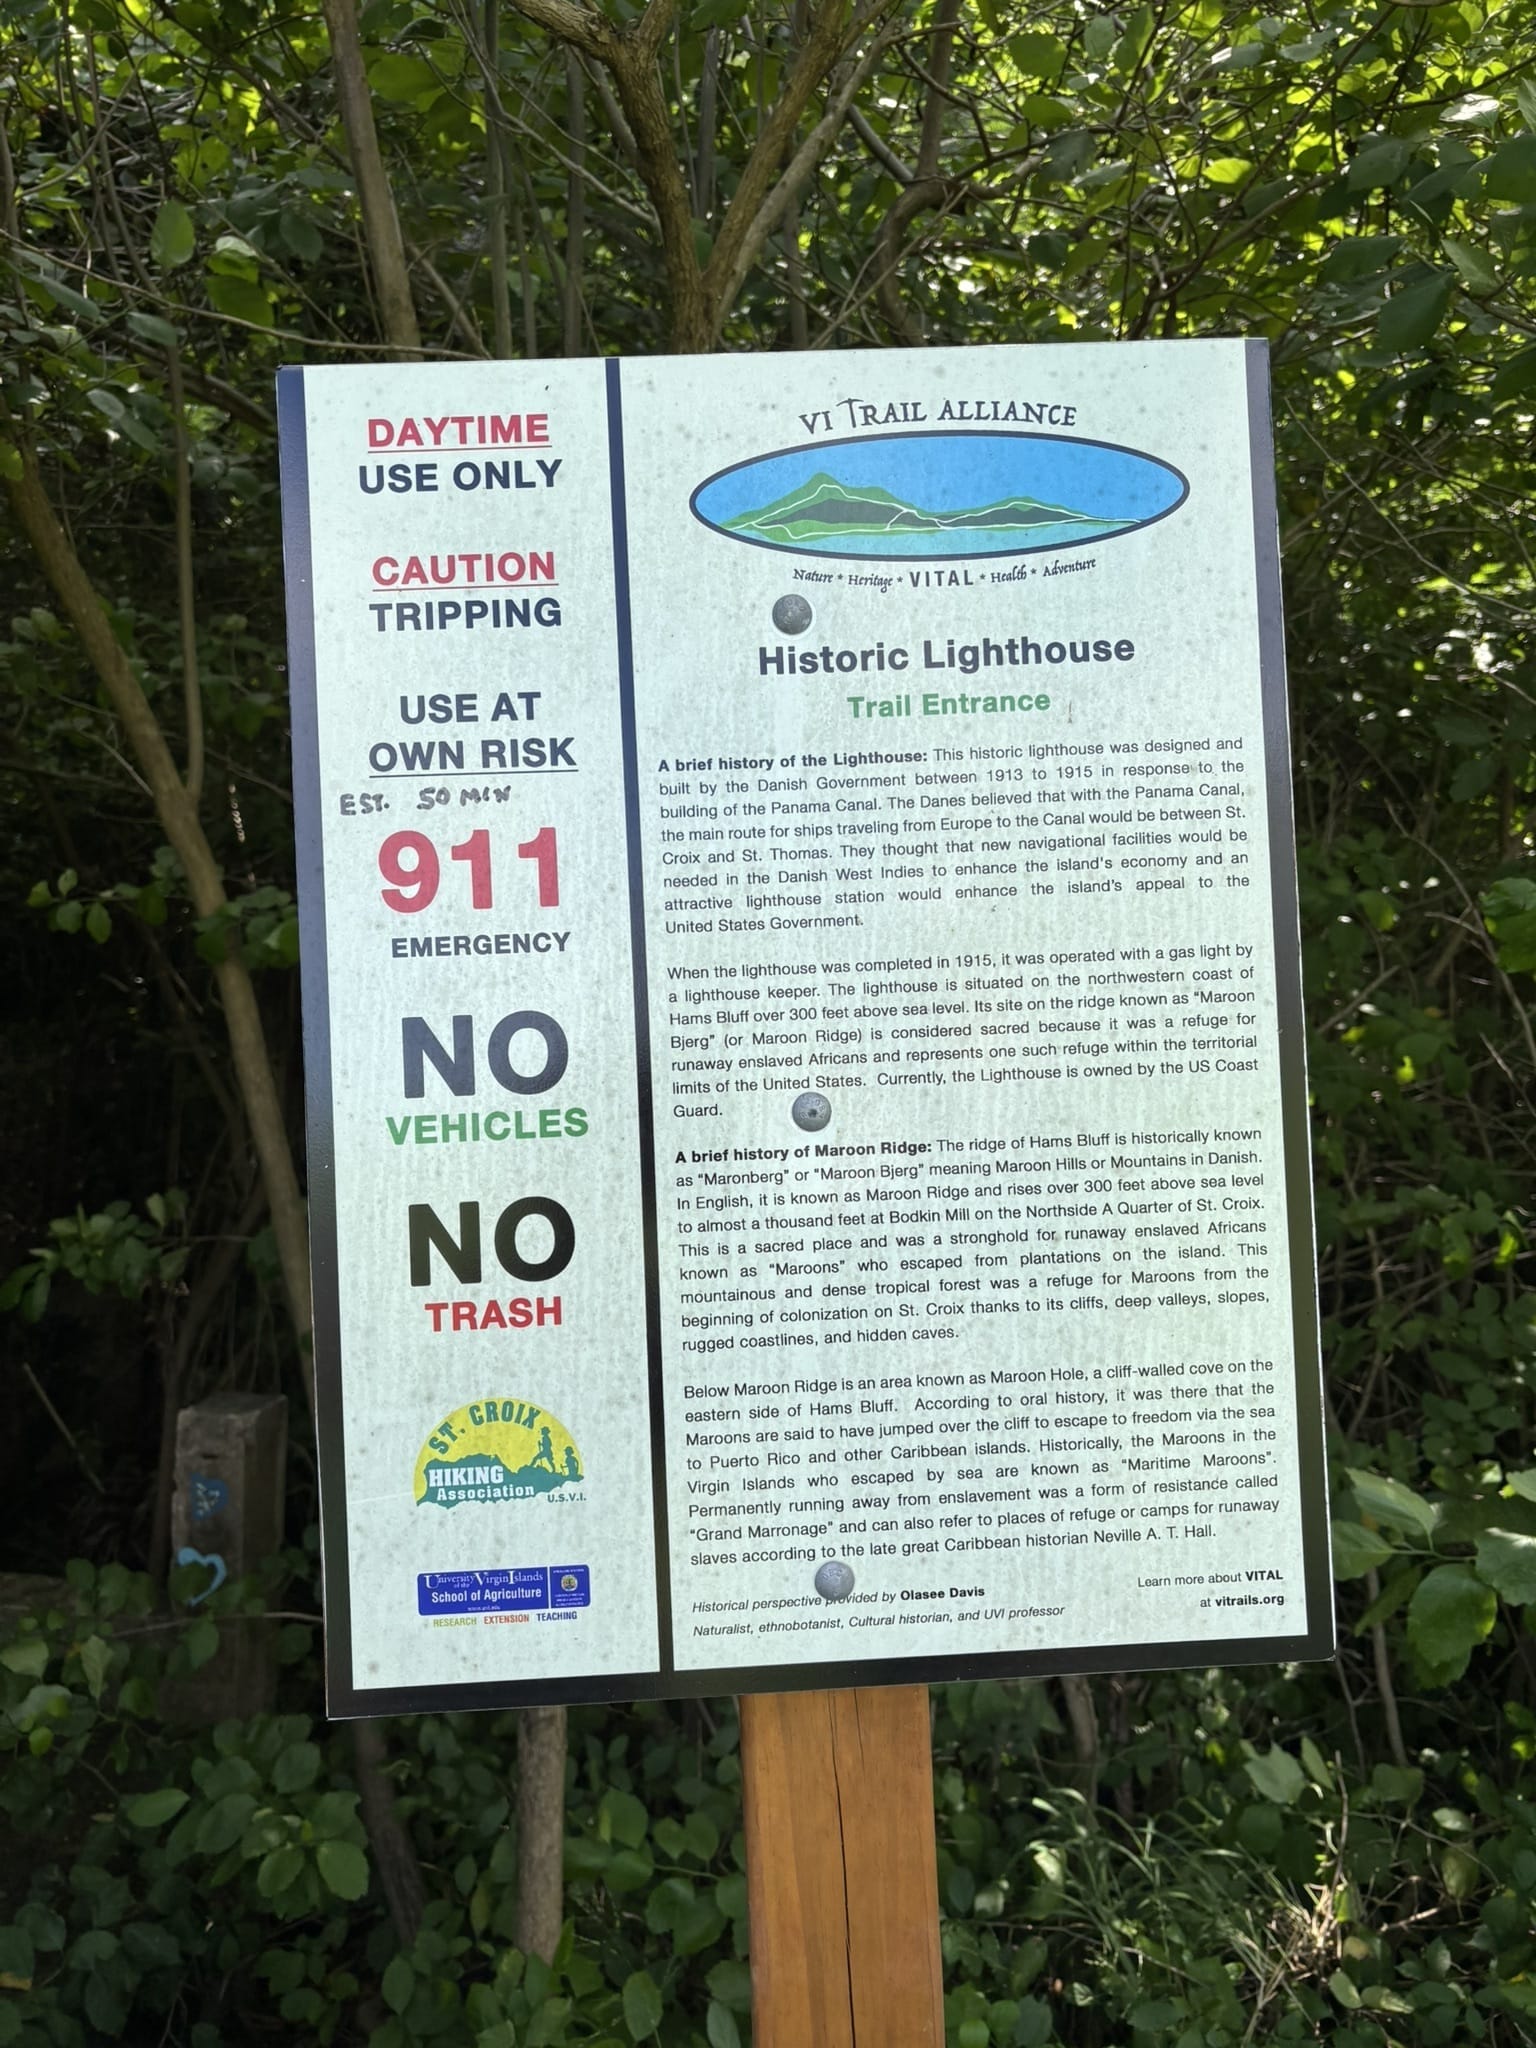 DAYTIME
USE ONLY
CAUTION
TRIPPING
USE AT
OWN RISK
EST. 50 MIN
911
EMERGENCY
NO
VEHICLES
NO
TRASH
ST. CROIX
HIKING
Association
U.S.V.I.
University of the Virgin Islands
School of Agriculture
www.uvi.edu
RESEARCH EXTENSION TEACHING
VI TRAIL ALLIANCE
Nature * Heritage * VITAL * Health * Adventure
Historic Lighthouse
Trail Entrance
A brief history of the Lighthouse: This historic lighthouse was designed and
built by the Danish Government between 1913 to 1915 in response to the
building of the Panama Canal. The Danes believed that with the Panama Canal,
the main route for ships traveling from Europe to the Canal would be between St.
Croix and St. Thomas. They thought that new navigational facilities would be
needed in the Danish West Indies to enhance the island's economy and an
attractive lighthouse station would enhance the island's appeal to the
United States Government.
When the lighthouse was completed in 1915, it was operated with a gas light by
a lighthouse keeper. The lighthouse is situated on the northwestern coast of
Hams Bluff over 300 feet above sea level. Its site on the ridge known as “Maroon
Bjerg” (or Maroon Ridge) is considered sacred because it was a refuge for
runaway enslaved Africans and represents one such refuge within the territorial
limits of the United States. Currently, the Lighthouse is owned by the US Coast
Guard.
A brief history of Maroon Ridge: The ridge of Hams Bluff is historically known
as “Maronberg” or “Maroon Bjerg” meaning Maroon Hills or Mountains in Danish.
In English, it is known as Maroon Ridge and rises over 300 feet above sea level
to almost a thousand feet at Bodkin Mill on the Northside A Quarter of St. Croix.
This is a sacred place and was a stronghold for runaway enslaved Africans
known as “Maroons” who escaped from plantations on the island. This
mountainous and dense tropical forest was a refuge for Maroons from the
beginning of colonization on St. Croix thanks to its cliffs, deep valleys, slopes,
rugged coastlines, and hidden caves.
Below Maroon Ridge is an area known as Maroon Hole, a cliff-walled cove on the
eastern side of Hams Bluff. According to oral history, it was there that the
Maroons are said to have jumped over the cliff to escape to freedom via the sea
to Puerto Rico and other Caribbean islands. Historically, the Maroons in the
Virgin Islands who escaped by sea are known as “Maritime Maroons”.
Permanently running away from enslavement was a form of resistance called
“Grand Marronage” and can also refer to places of refuge or camps for runaway
slaves according to the late great Caribbean historian Neville A. T. Hall.
Historical perspective provided by Olasee Davis
Naturalist, ethnobotanist, Cultural historian, and UVI professor
Learn more about VITAL
at vitrails.org